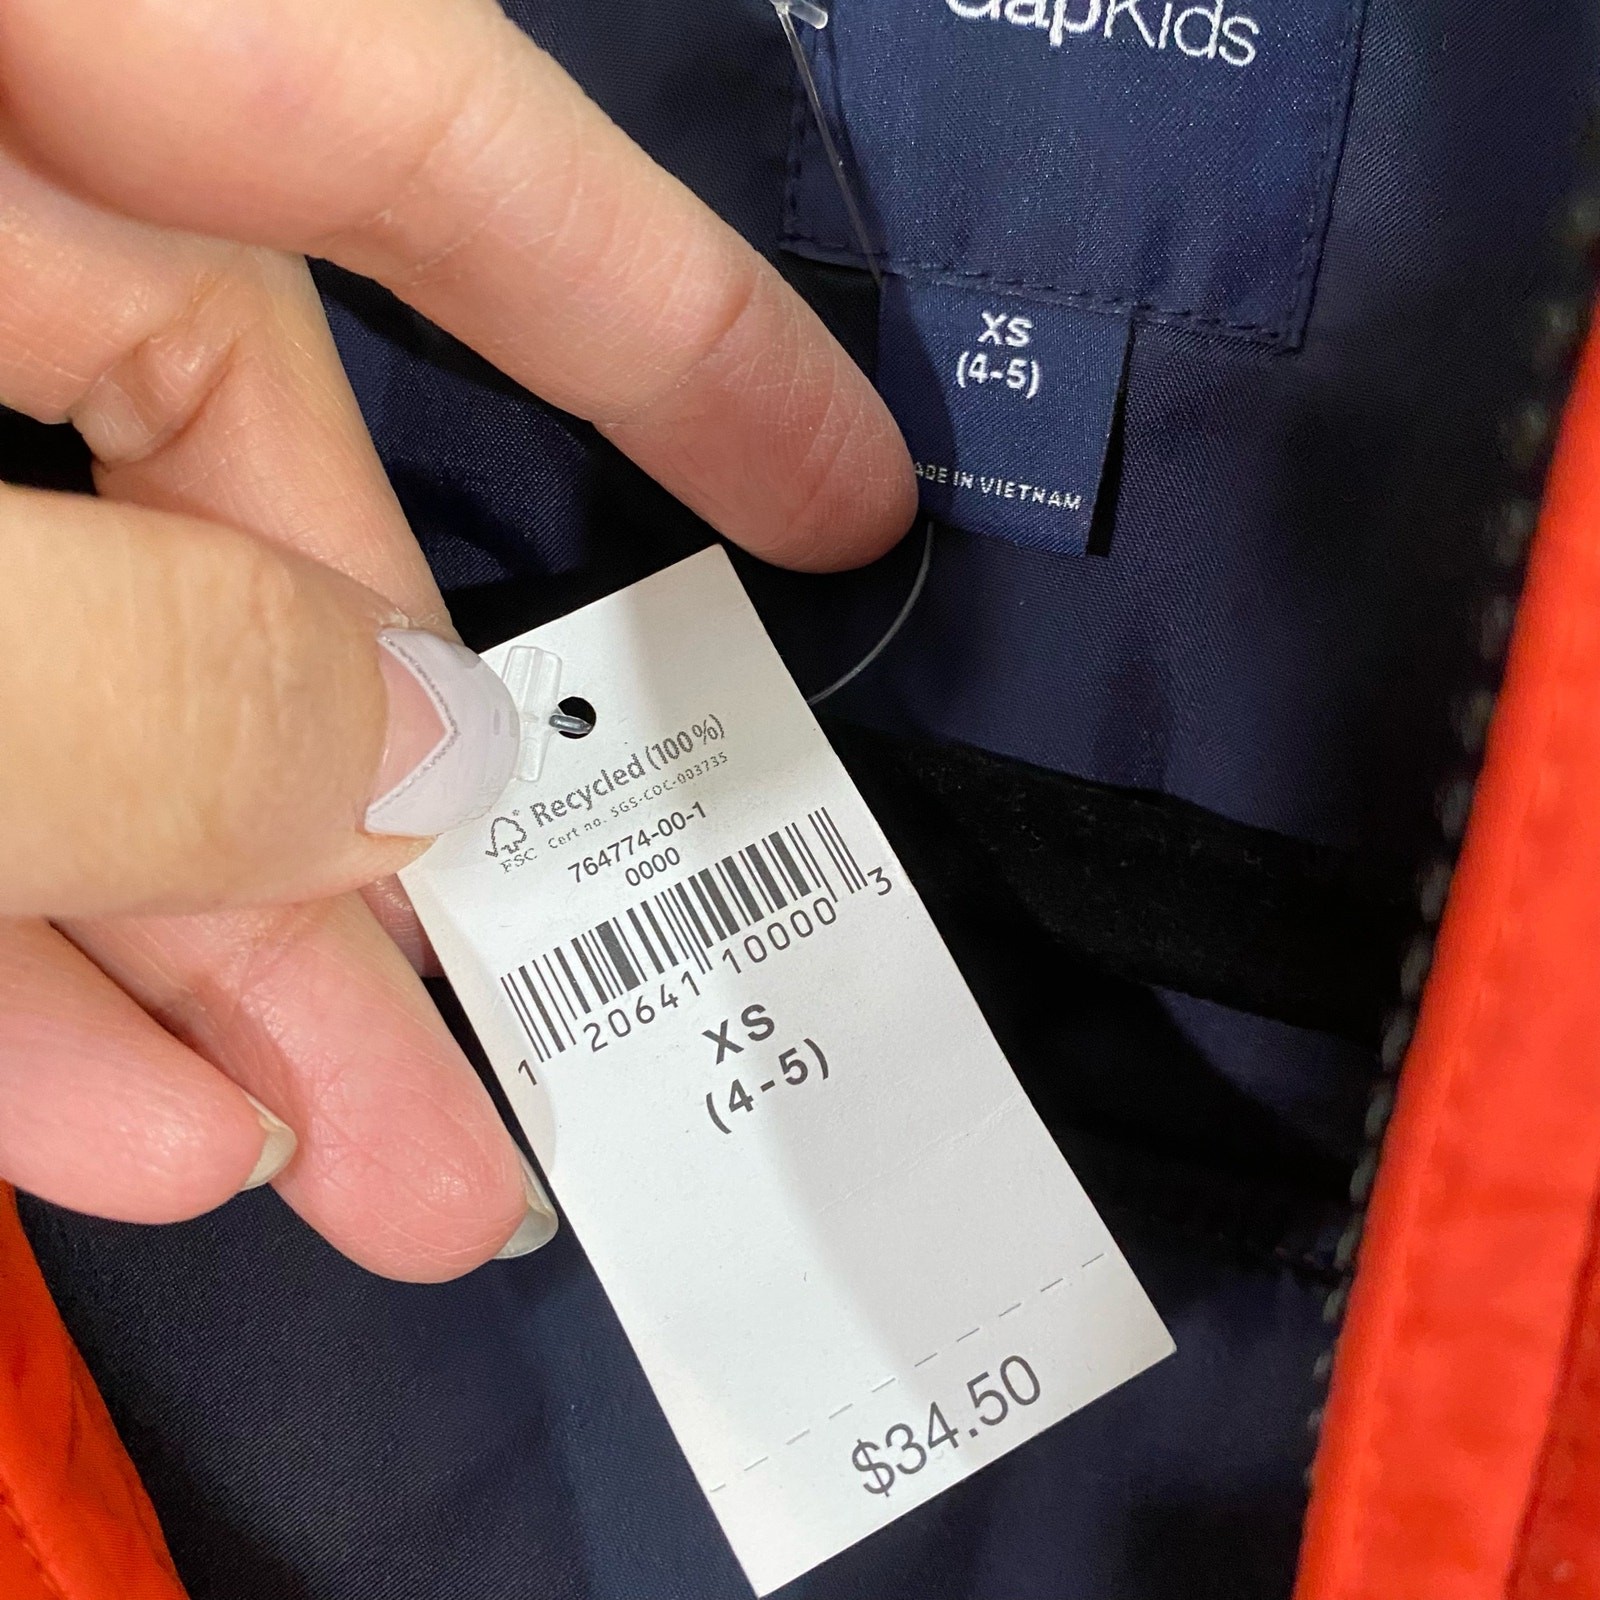 GapKids
XS
(4-5)
MADE IN VIETNAM
Recycled (100%)
Cert no. SGS-COC-003735
FSC
764774-00-1
0000
1 20641 10000 3
XS
(4-5)
$34.50